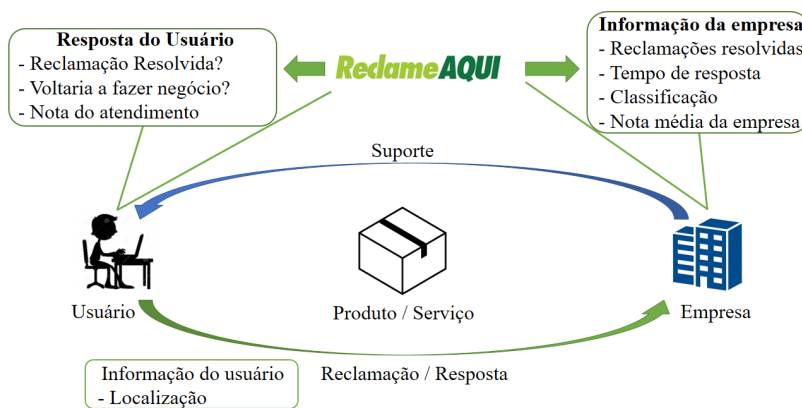 Resposta do Usuário
- Reclamação Resolvida?
- Voltaria a fazer negócio?
- Nota do atendimento
ReclameAQUI
Informação da empresa
- Reclamações resolvidas
- Tempo de resposta
- Classificação
- Nota média da empresa
Suporte
Usuário
Produto / Serviço
Empresa
Informação do usuário
- Localização
Reclamação / Resposta